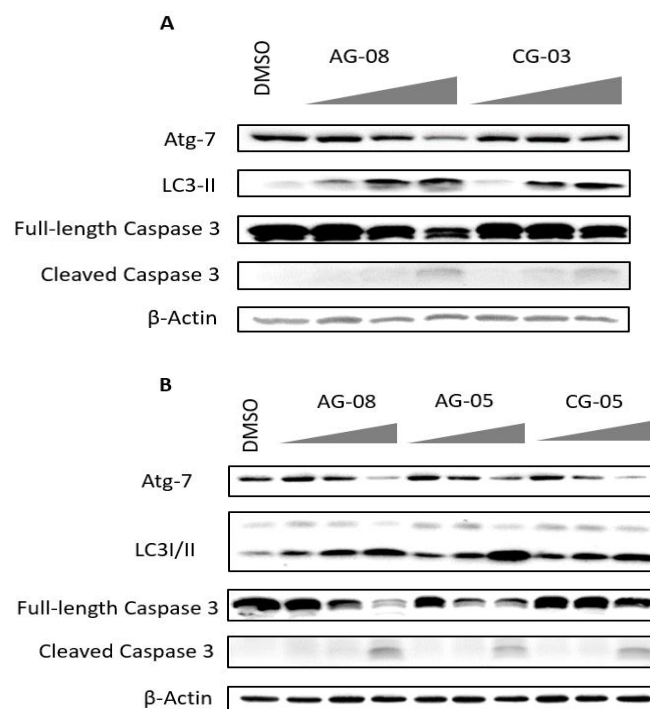 A
DMSO
AG-08
CG-03
Atg-7
LC3-II
Full-length Caspase 3
Cleaved Caspase 3
β-Actin
B
DMSO
AG-08
AG-05
CG-05
Atg-7
LC3I/II
Full-length Caspase 3
Cleaved Caspase 3
β-Actin